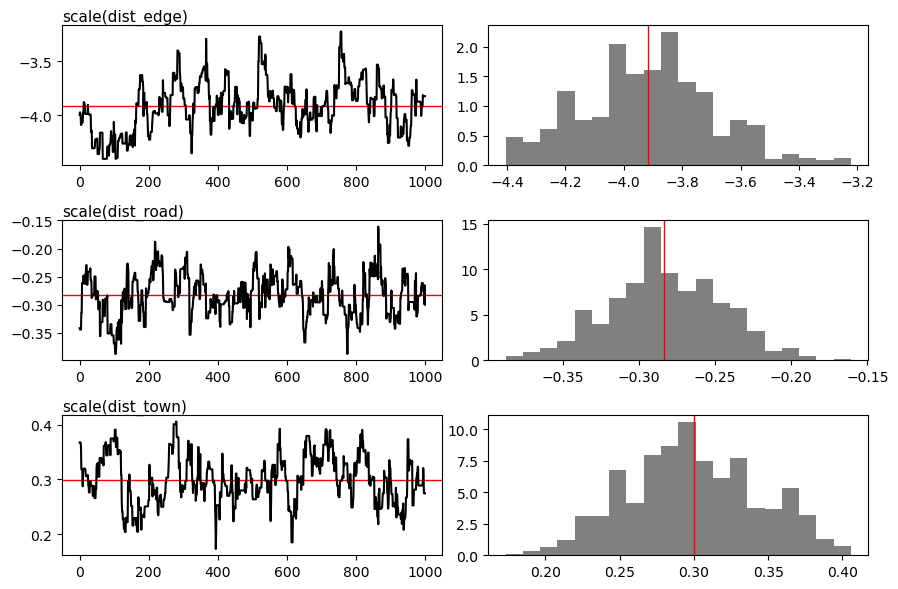 scale(dist_edge)
−3.5
−4.0
0 200 400 600 800 1000
2.0
1.5
1.0
0.5
0.0
−4.4 −4.2 −4.0 −3.8 −3.6 −3.4 −3.2
scale(dist_road)
−0.15
−0.20
−0.25
−0.30
−0.35
0 200 400 600 800 1000
15
10
5
0
−0.35 −0.30 −0.25 −0.20 −0.15
scale(dist_town)
0.4
0.3
0.2
0 200 400 600 800 1000
10.0
7.5
5.0
2.5
0.0
0.20 0.25 0.30 0.35 0.40